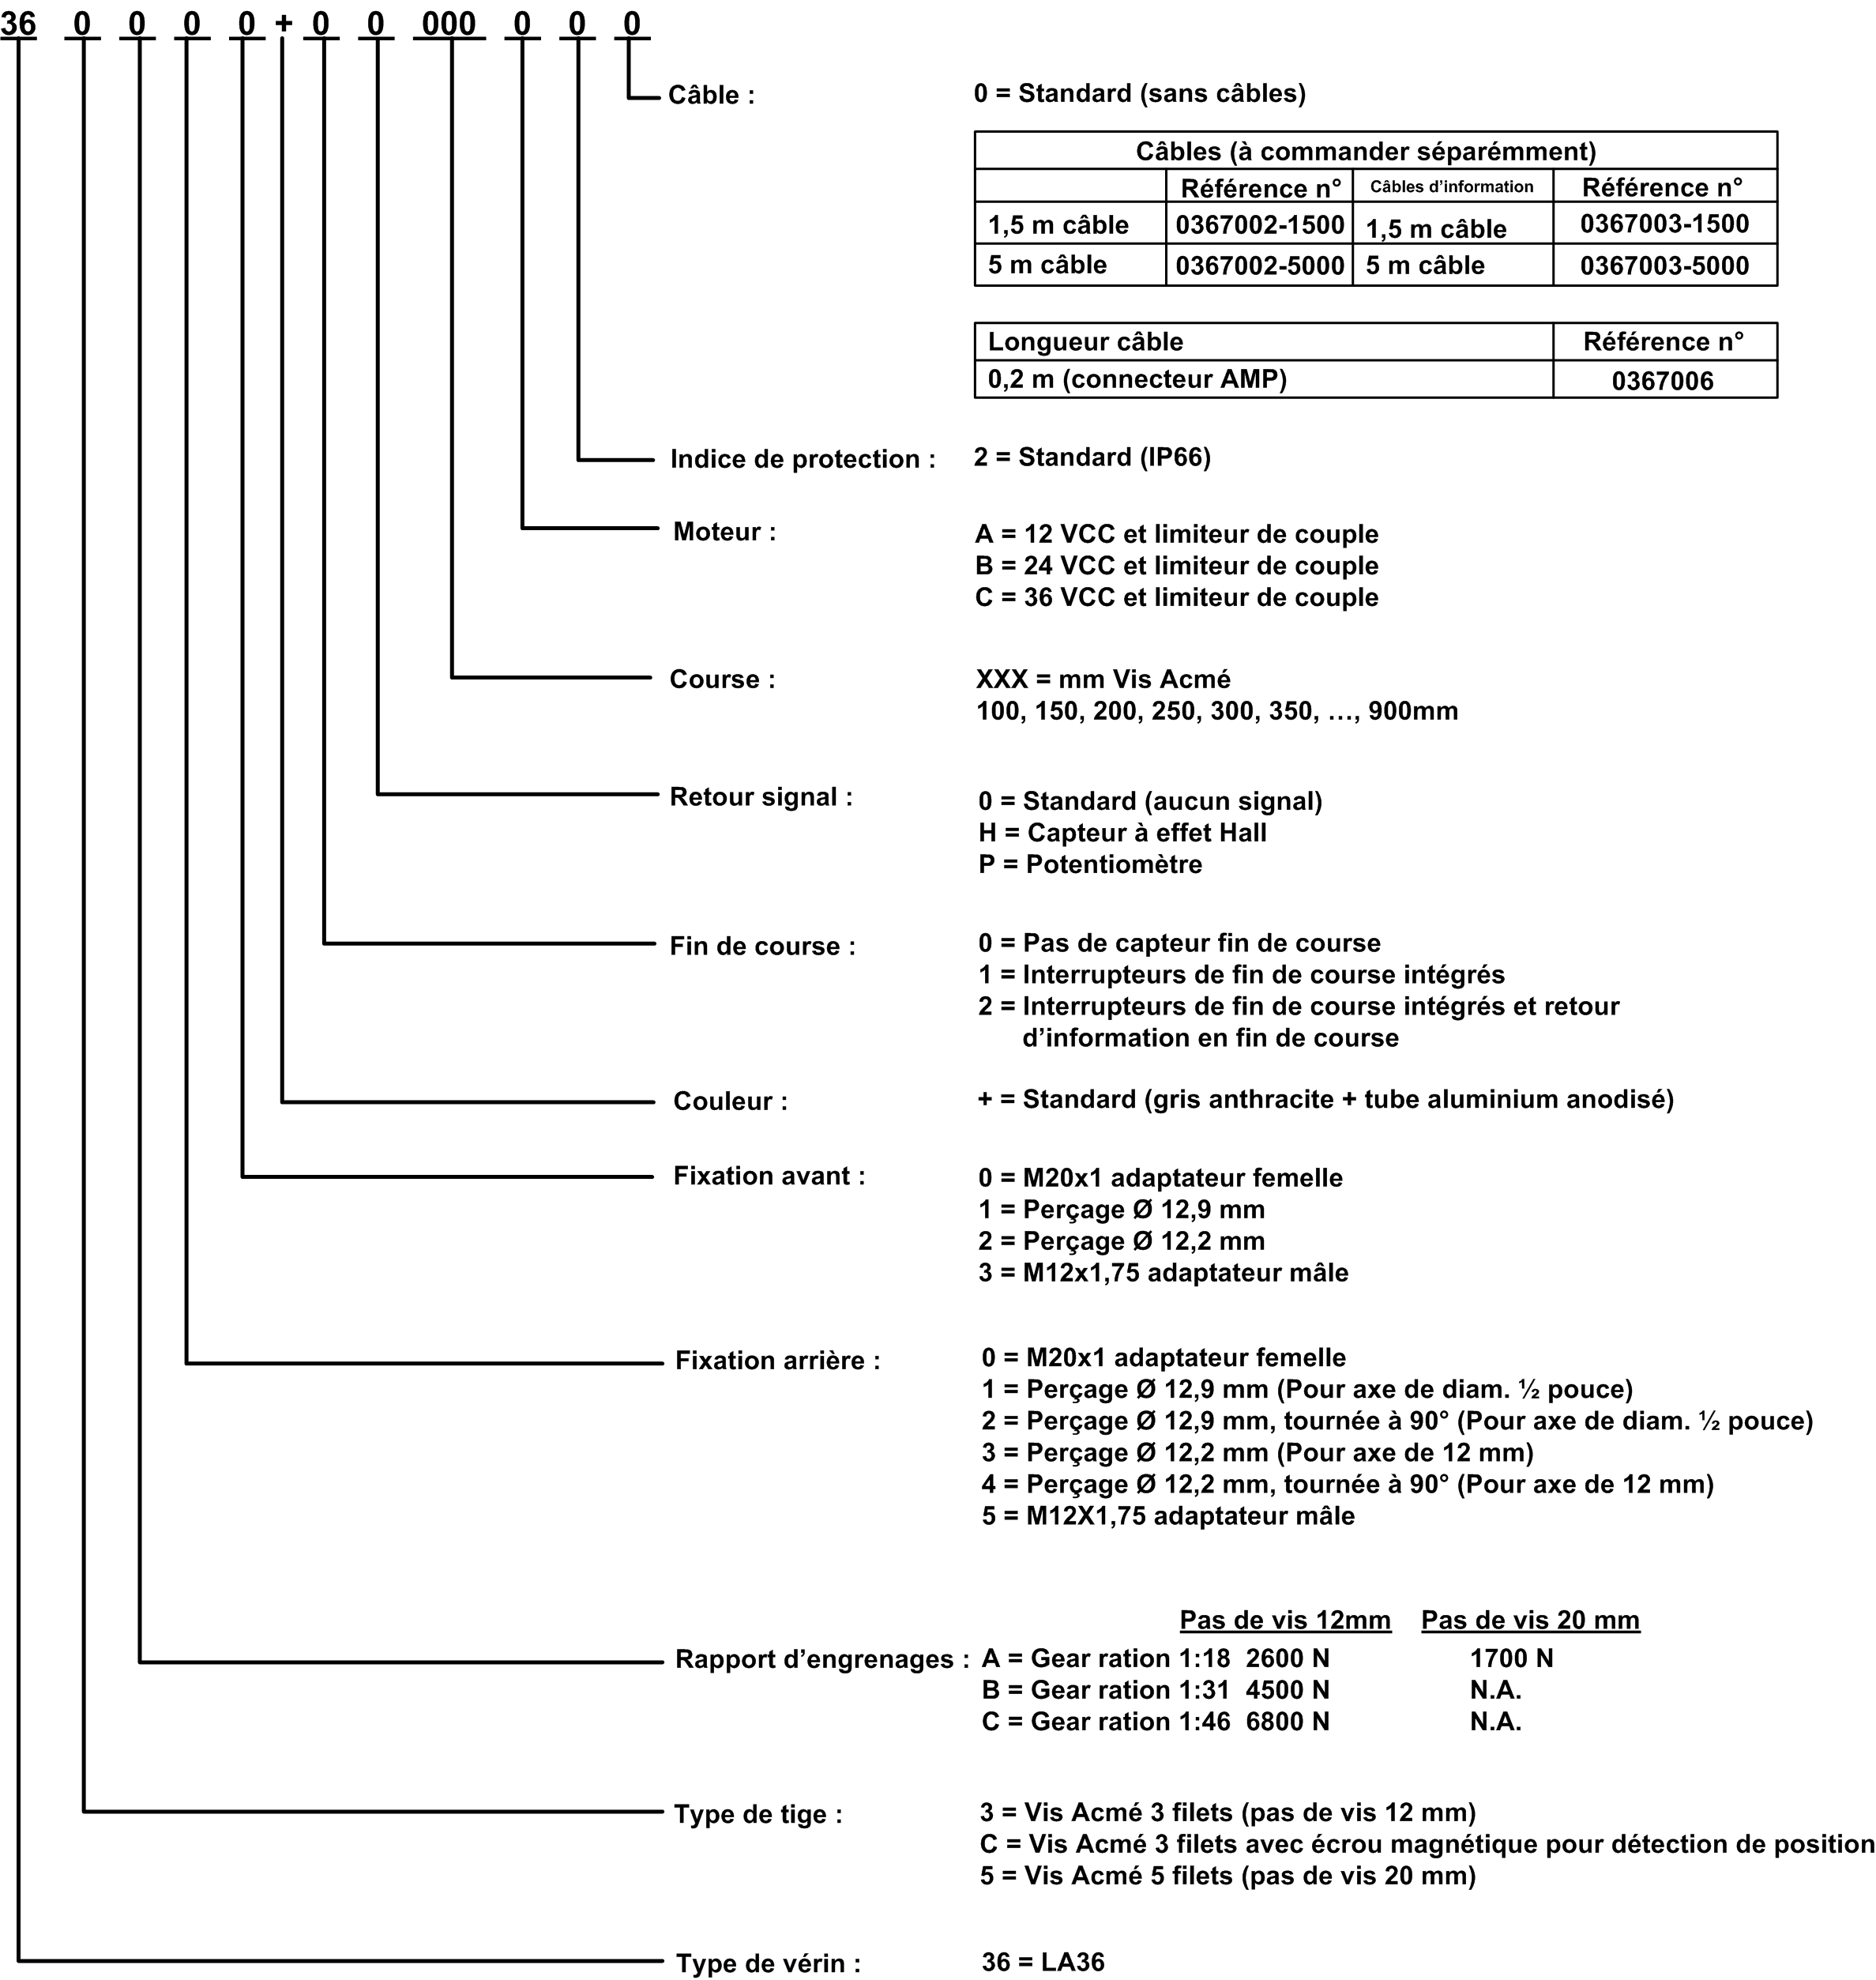 36 0 0 0 0 + 0 0 000 0 0 0
Câble : 0 = Standard (sans câbles)
Câbles (à commander séparémment)
Référence n° Câbles d’information Référence n°
1,5 m câble 0367002-1500 1,5 m câble 0367003-1500
5 m câble 0367002-5000 5 m câble 0367003-5000
Longueur câble Référence n°
0,2 m (connecteur AMP) 0367006
Indice de protection : 2 = Standard (IP66)
Moteur : A = 12 VCC et limiteur de couple
B = 24 VCC et limiteur de couple
C = 36 VCC et limiteur de couple
Course : XXX = mm Vis Acmé
100, 150, 200, 250, 300, 350, …, 900mm
Retour signal : 0 = Standard (aucun signal)
H = Capteur à effet Hall
P = Potentiomètre
Fin de course : 0 = Pas de capteur fin de course
1 = Interrupteurs de fin de course intégrés
2 = Interrupteurs de fin de course intégrés et retour
d’information en fin de course
Couleur : + = Standard (gris anthracite + tube aluminium anodisé)
Fixation avant : 0 = M20x1 adaptateur femelle
1 = Perçage Ø 12,9 mm
2 = Perçage Ø 12,2 mm
3 = M12x1,75 adaptateur mâle
Fixation arrière : 0 = M20x1 adaptateur femelle
1 = Perçage Ø 12,9 mm (Pour axe de diam. ½ pouce)
2 = Perçage Ø 12,9 mm, tournée à 90° (Pour axe de diam. ½ pouce)
3 = Perçage Ø 12,2 mm (Pour axe de 12 mm)
4 = Perçage Ø 12,2 mm, tournée à 90° (Pour axe de 12 mm)
5 = M12X1,75 adaptateur mâle
Pas de vis 12mm Pas de vis 20 mm
Rapport d’engrenages : A = Gear ration 1:18 2600 N 1700 N
B = Gear ration 1:31 4500 N N.A.
C = Gear ration 1:46 6800 N N.A.
Type de tige : 3 = Vis Acmé 3 filets (pas de vis 12 mm)
C = Vis Acmé 3 filets avec écrou magnétique pour détection de position
5 = Vis Acmé 5 filets (pas de vis 20 mm)
Type de vérin : 36 = LA36